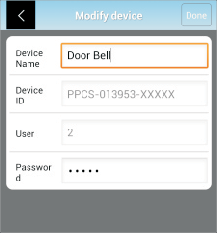 Modify device
Done
Device
Name
Door Bell
Device
ID
PPCS-013953-XXXXX
User
2
Passwor
d
•••••